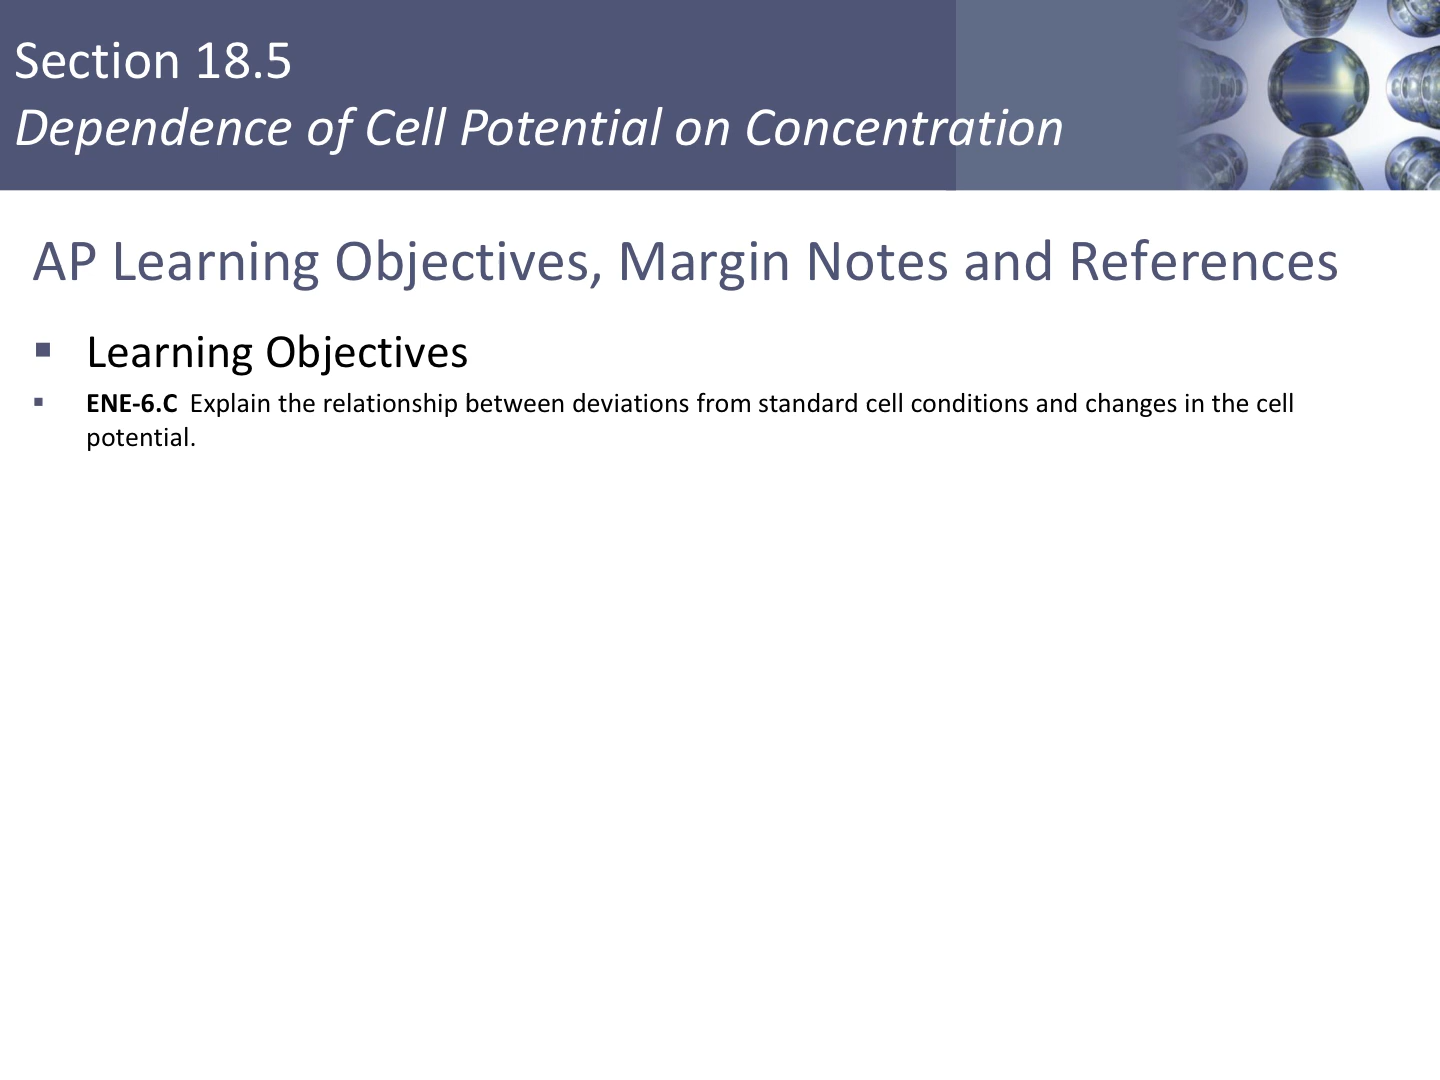 Section 18.5
Dependence of Cell Potential on Concentration
AP Learning Objectives, Margin Notes and References
▪ Learning Objectives
▪ ENE-6.C Explain the relationship between deviations from standard cell conditions and changes in the cell
potential.